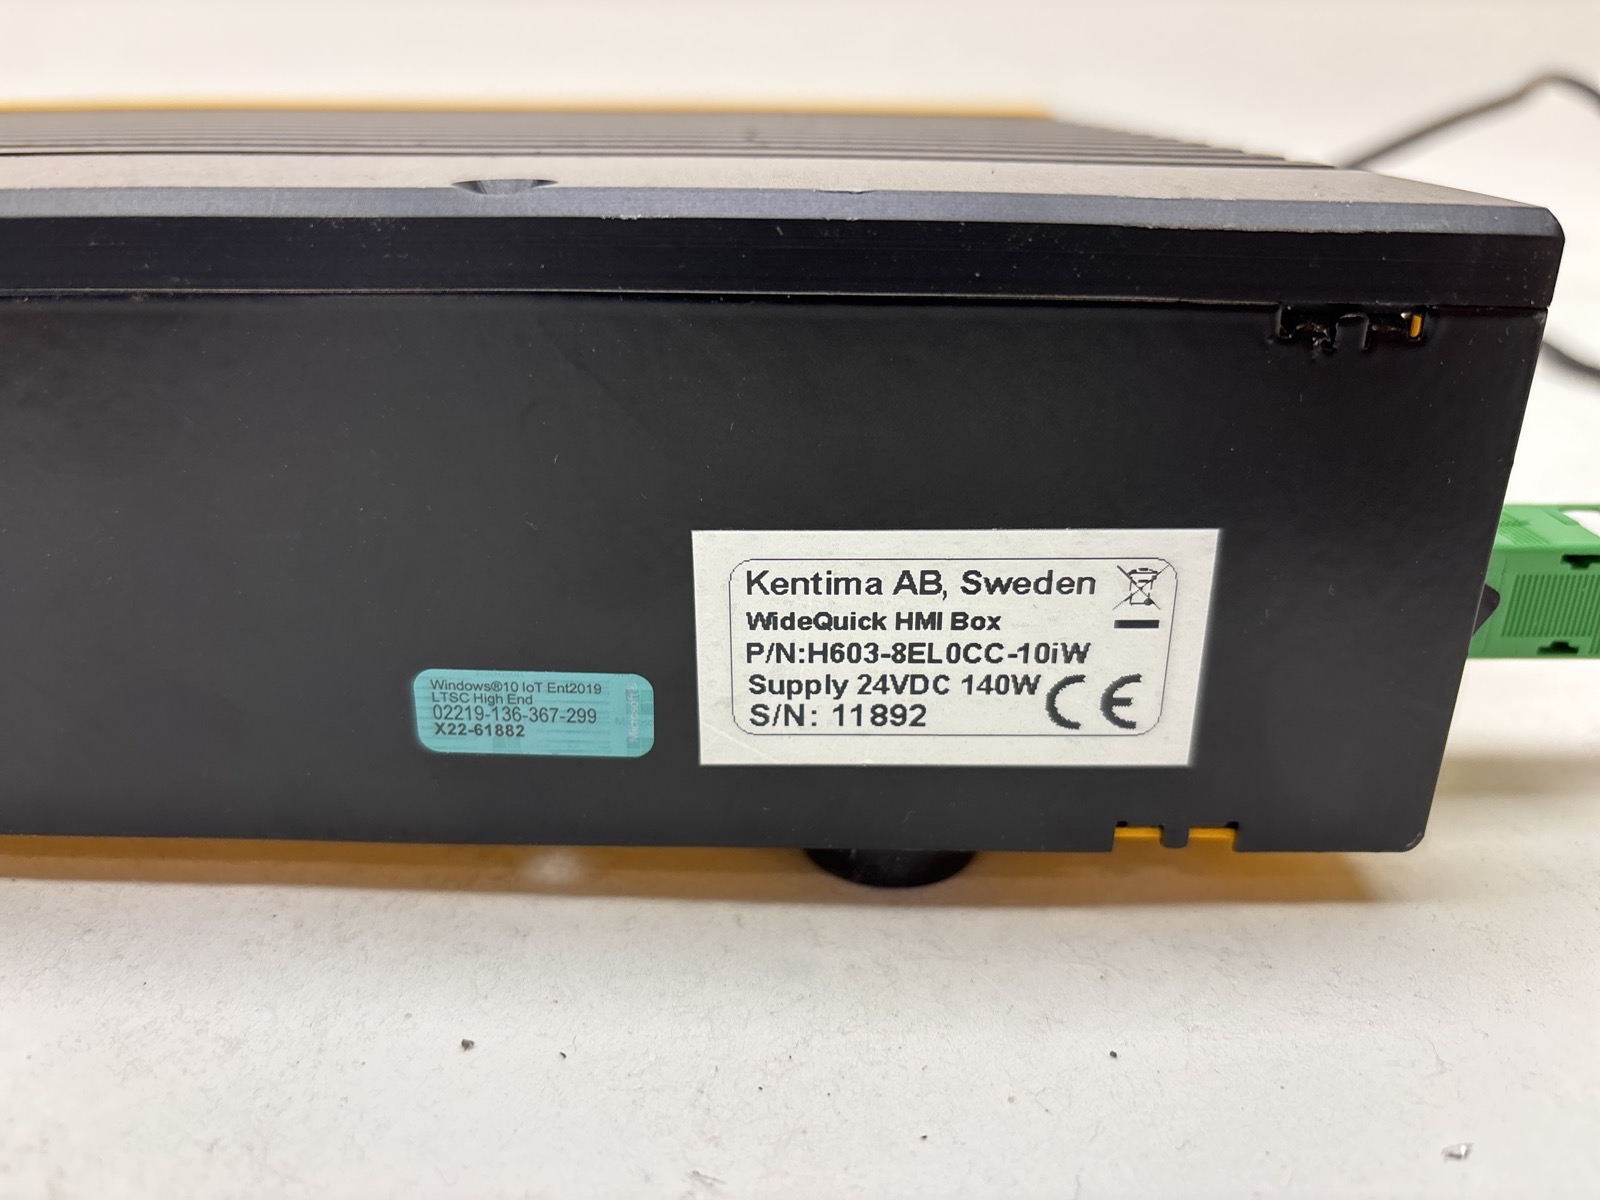 Kentima AB, Sweden
WideQuick HMI Box
P/N:H603-8EL0CC-10iW
Supply 24VDC 140W
CE
S/N: 11892
Windows®10 IoT Ent2019
LTSC High End
02219-136-367-299
X22-61882
Microsoft